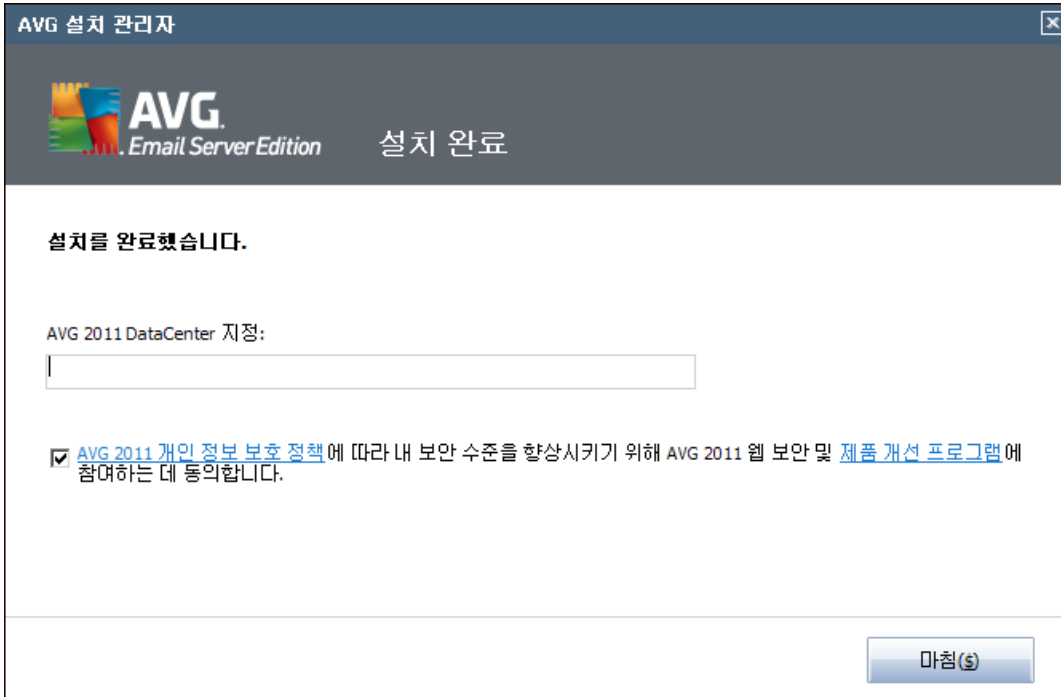 AVG 설치 관리자
AVG.
Email Server Edition
설치 완료
설치를 완료했습니다.
AVG 2011 DataCenter 지정:
AVG 2011 개인 정보 보호 정책에 따라 내 보안 수준을 향상시키기 위해 AVG 2011 웹 보안 및 제품 개선 프로그램에
참여하는 데 동의합니다.
마침(S)